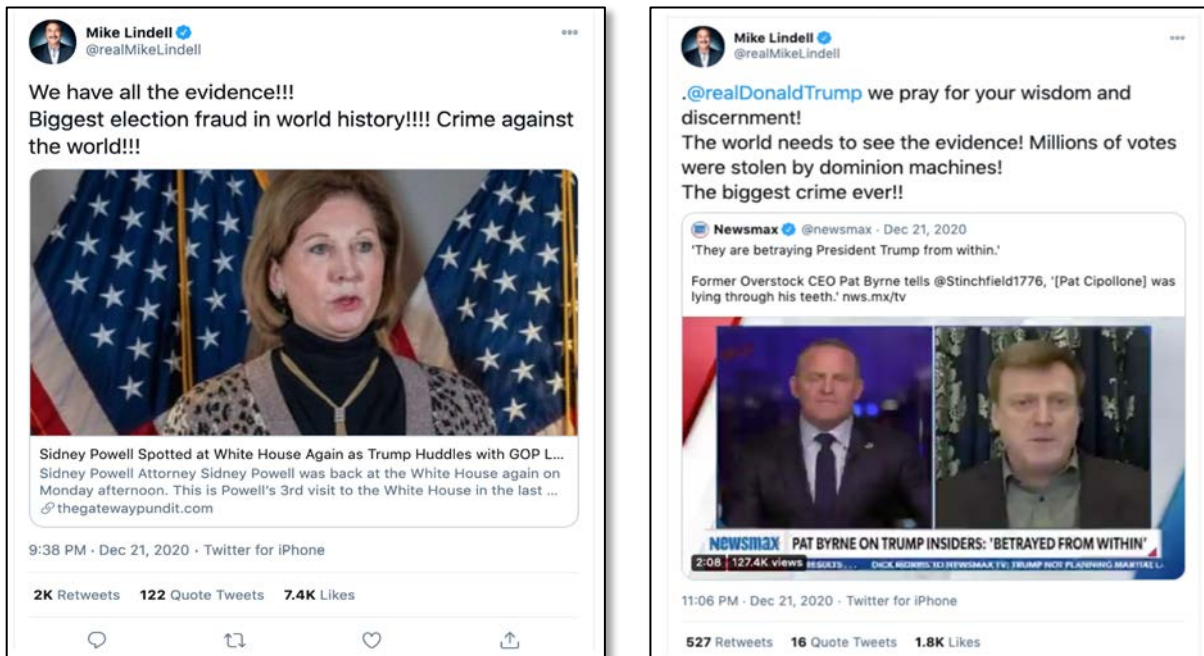 Mike Lindell
@realMikeLindell
We have all the evidence!!!
Biggest election fraud in world history!!!! Crime against
the world!!!
Sidney Powell Spotted at White House Again as Trump Huddles with GOP L...
Sidney Powell Attorney Sidney Powell was back at the White House again on
Monday afternoon. This is Powell's 3rd visit to the White House in the last ...
thegatewaypundit.com
9:38 PM · Dec 21, 2020 · Twitter for iPhone
2K Retweets 122 Quote Tweets 7.4K Likes
Mike Lindell
@realMikeLindell
.@realDonaldTrump we pray for your wisdom and
discernment!
The world needs to see the evidence! Millions of votes
were stolen by dominion machines!
The biggest crime ever!!
Newsmax @newsmax · Dec 21, 2020
'They are betraying President Trump from within.'
Former Overstock CEO Pat Byrne tells @Stinchfield1776, '[Pat Cipollone] was
lying through his teeth.' nws.mx/tv
newsmax PAT BYRNE ON TRUMP INSIDERS: 'BETRAYED FROM WITHIN'
2:08 127.4K views RESULTS . . . DICK MORRIS TO NEWSMAX TV: TRUMP NOT PLANNING MARTIAL L
11:06 PM · Dec 21, 2020 · Twitter for iPhone
527 Retweets 16 Quote Tweets 1.8K Likes